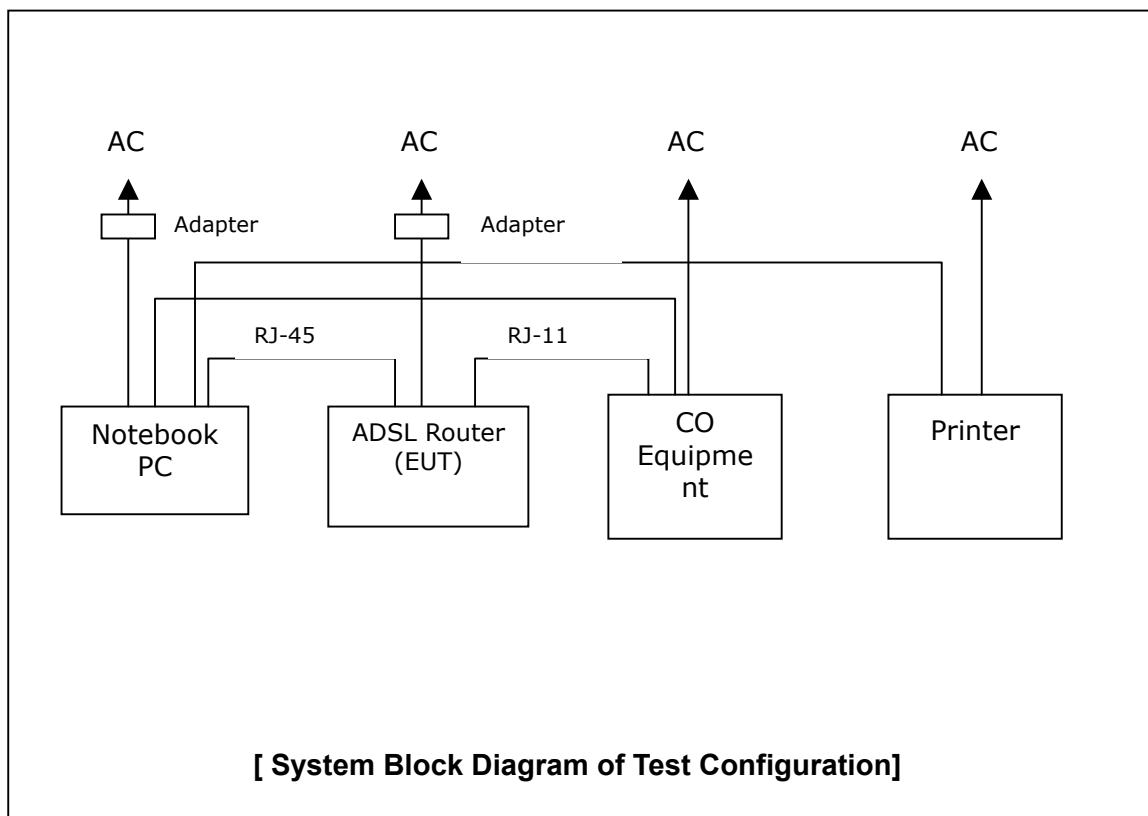 AC
AC
AC
AC
Adapter
Adapter
RJ-45
RJ-11
Notebook
PC
ADSL Router
(EUT)
CO
Equipme
nt
Printer
[ System Block Diagram of Test Configuration]